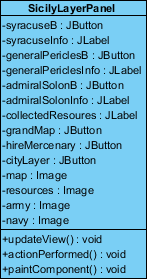 SicilyLayerPanel
-syracuseB : JButton
-syracuseInfo : JLabel
-generalPericlesB : JButton
-generalPericlesInfo : JLabel
-admiralSolonB : JButton
-admiralSolonInfo : JLabel
-collectedResoures : JLabel
-grandMap : JButton
-hireMercenary : JButton
-cityLayer : JButton
-map : Image
-resources : Image
-army : Image
-navy : Image
+updateView() : void
+actionPerformed() : void
+paintComponent() : void